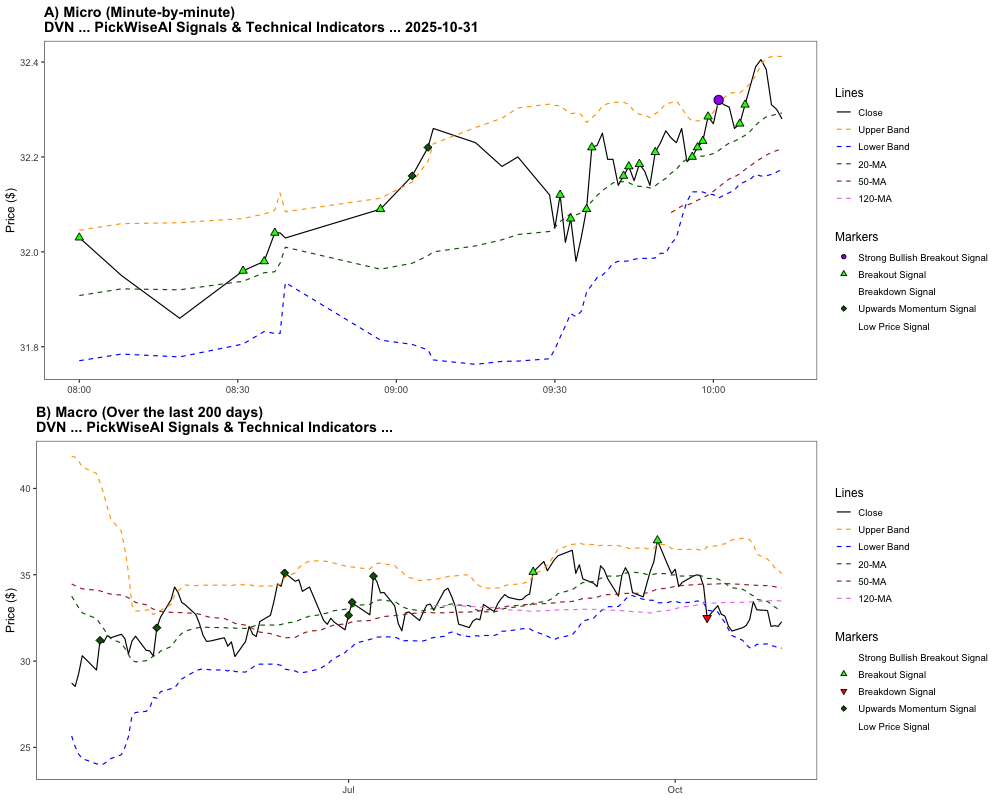 A) Micro (Minute-by-minute)
DVN ... PickWiseAI Signals & Technical Indicators ... 2025-10-31
Price ($)
32.4
32.2
32.0
31.8
08:00
08:30
09:00
09:30
10:00
Lines
Close
Upper Band
Lower Band
20-MA
50-MA
120-MA
Markers
Strong Bullish Breakout Signal
Breakout Signal
Breakdown Signal
Upwards Momentum Signal
Low Price Signal
B) Macro (Over the last 200 days)
DVN ... PickWiseAI Signals & Technical Indicators ...
Price ($)
40
35
30
25
Jul
Oct
Lines
Close
Upper Band
Lower Band
20-MA
50-MA
120-MA
Markers
Strong Bullish Breakout Signal
Breakout Signal
Breakdown Signal
Upwards Momentum Signal
Low Price Signal